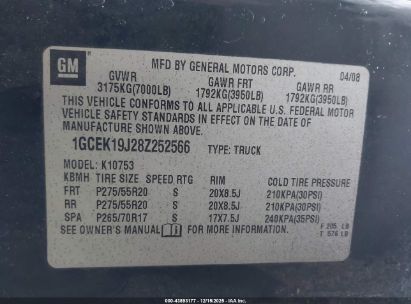 GM
MFD BY GENERAL MOTORS CORP. 04/08
GVWR GAWR FRT GAWR RR
3175KG(7000LB) 1792KG(3950LB) 1792KG(3950LB)
THIS VEHICLE CONFORMS TO ALL APPLICABLE U.S. FEDERAL MOTOR
VEHICLE SAFETY STANDARDS IN EFFECT ON THE DATE OF
MANUFACTURE SHOWN ABOVE.
1GCEK19J28Z252566 TYPE: TRUCK
MODEL: K10753
KBMH TIRE SIZE SPEED RTG RIM COLD TIRE PRESSURE
FRT P275/55R20 S 20X8.5J 210KPA(30PSI)
RR P275/55R20 S 20X8.5J 210KPA(30PSI)
SPA P265/70R17 S 17X7.5J 240KPA(35PSI)
SEE OWNER'S MANUAL FOR MORE INFORMATION. F 205 LB
T 576 LB